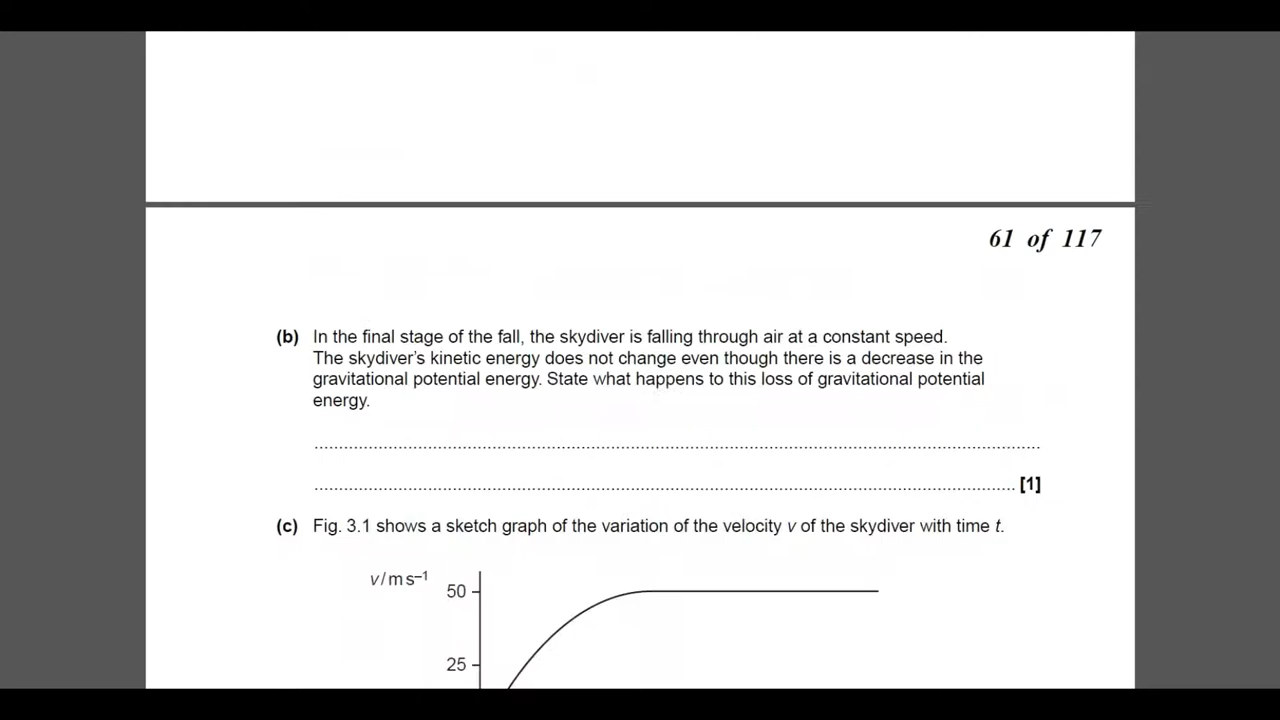 61 of 117
(b) In the final stage of the fall, the skydiver is falling through air at a constant speed.
The skydiver's kinetic energy does not change even though there is a decrease in the
gravitational potential energy. State what happens to this loss of gravitational potential
energy.
..........................................................................................................................................
..................................................................................................................................... [1]
(c) Fig. 3.1 shows a sketch graph of the variation of the velocity v of the skydiver with time t.
v/m s⁻¹
50
25